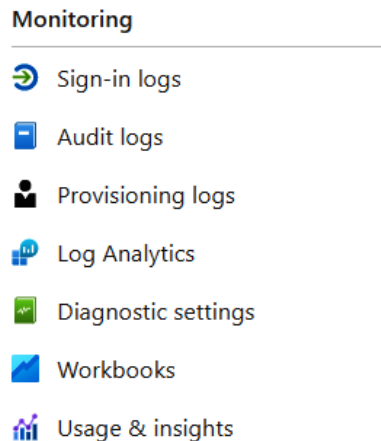 Monitoring
Sign-in logs
Audit logs
Provisioning logs
Log Analytics
Diagnostic settings
Workbooks
Usage & insights